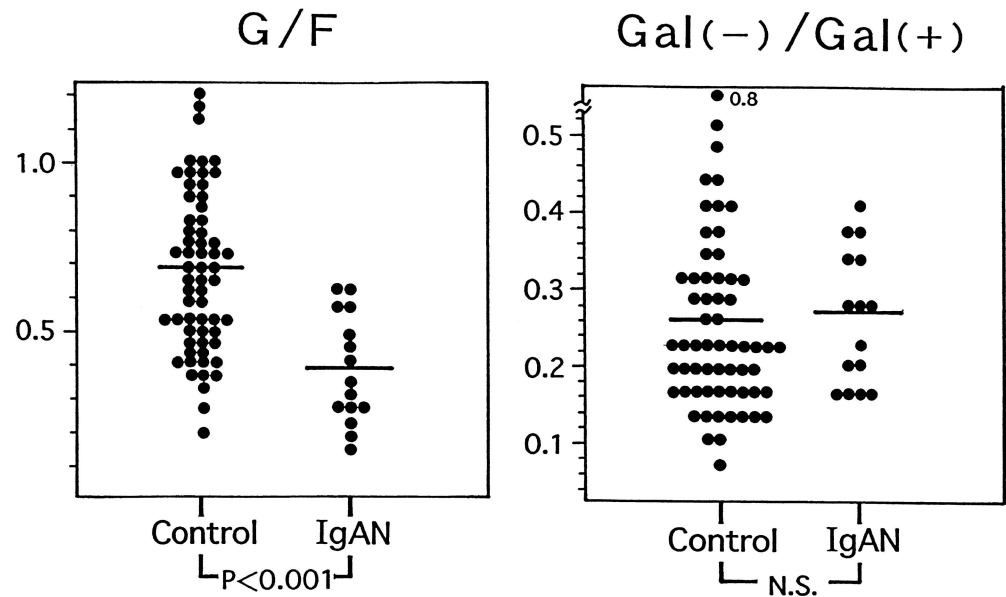 G/F
1.0
0.5
Control IgAN
P<0.001
Gal(−)/Gal(+)
0.8
0.5
0.4
0.3
0.2
0.1
Control IgAN
N.S.